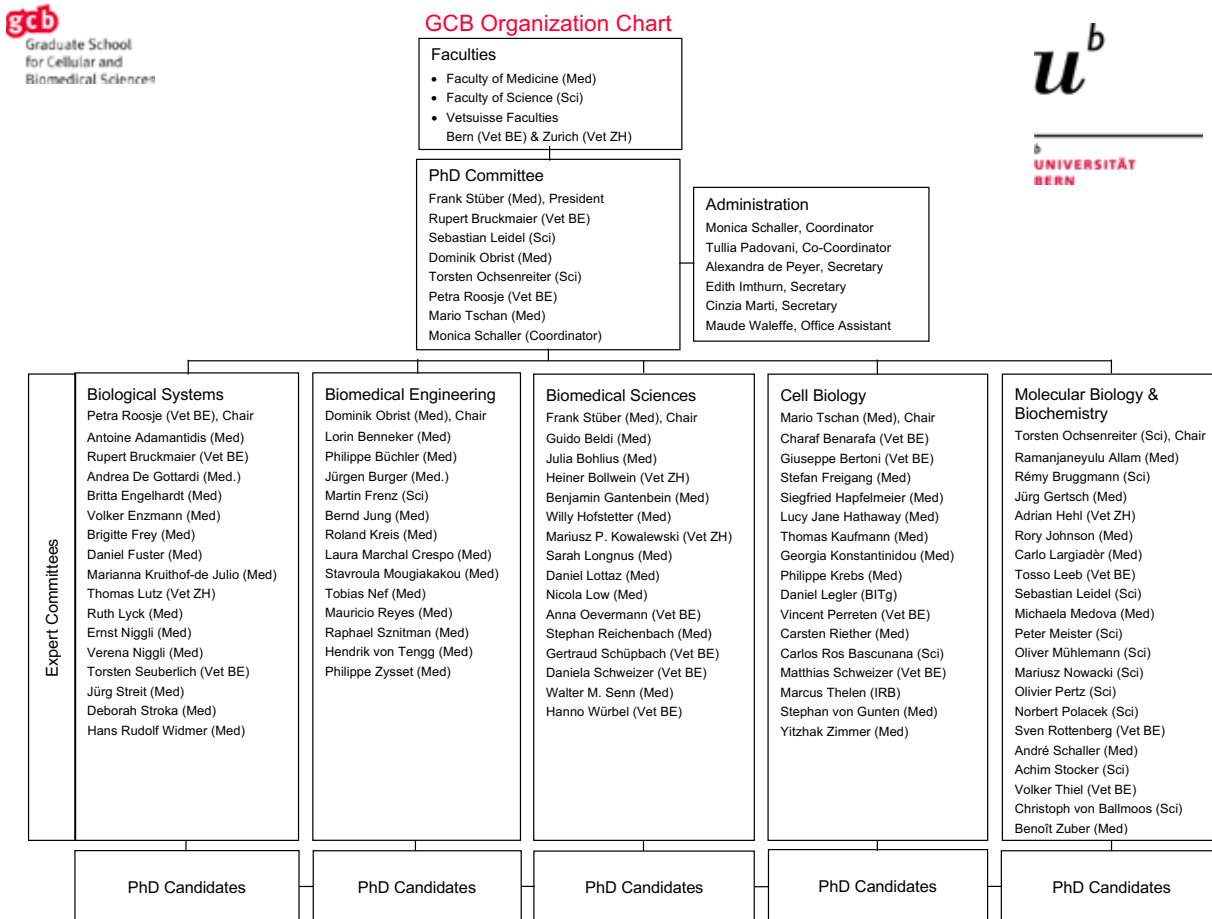 gcb
Graduate School
for Cellular and
Biomedical Sciences
GCB Organization Chart
u
b
b
UNIVERSITÄT
BERN
Faculties
• Faculty of Medicine (Med)
• Faculty of Science (Sci)
• Vetsuisse Faculties
Bern (Vet BE) & Zurich (Vet ZH)
PhD Committee
Frank Stüber (Med), President
Rupert Bruckmaier (Vet BE)
Sebastian Leidel (Sci)
Dominik Obrist (Med)
Torsten Ochsenreiter (Sci)
Petra Roosje (Vet BE)
Mario Tschan (Med)
Monica Schaller (Coordinator)
Administration
Monica Schaller, Coordinator
Tullia Padovani, Co-Coordinator
Alexandra de Peyer, Secretary
Edith Imthurn, Secretary
Cinzia Marti, Secretary
Maude Waleffe, Office Assistant
Expert Committees
Biological Systems
Petra Roosje (Vet BE), Chair
Antoine Adamantidis (Med)
Rupert Bruckmaier (Vet BE)
Andrea De Gottardi (Med.)
Britta Engelhardt (Med)
Volker Enzmann (Med)
Brigitte Frey (Med)
Daniel Fuster (Med)
Marianna Kruithof-de Julio (Med)
Thomas Lutz (Vet ZH)
Ruth Lyck (Med)
Ernst Niggli (Med)
Verena Niggli (Med)
Torsten Seuberlich (Vet BE)
Jürg Streit (Med)
Deborah Stroka (Med)
Hans Rudolf Widmer (Med)
Biomedical Engineering
Dominik Obrist (Med), Chair
Lorin Benneker (Med)
Philippe Büchler (Med)
Jürgen Burger (Med.)
Martin Frenz (Sci)
Bernd Jung (Med)
Roland Kreis (Med)
Laura Marchal Crespo (Med)
Stavroula Mougiakakou (Med)
Tobias Nef (Med)
Mauricio Reyes (Med)
Raphael Sznitman (Med)
Hendrik von Tengg (Med)
Philippe Zysset (Med)
Biomedical Sciences
Frank Stüber (Med), Chair
Guido Beldi (Med)
Julia Bohlius (Med)
Heiner Bollwein (Vet ZH)
Benjamin Gantenbein (Med)
Willy Hofstetter (Med)
Mariusz P. Kowalewski (Vet ZH)
Sarah Longnus (Med)
Daniel Lottaz (Med)
Nicola Low (Med)
Anna Oevermann (Vet BE)
Stephan Reichenbach (Med)
Gertraud Schüpbach (Vet BE)
Daniela Schweizer (Vet BE)
Walter M. Senn (Med)
Hanno Würbel (Vet BE)
Cell Biology
Mario Tschan (Med), Chair
Charaf Benarafa (Vet BE)
Giuseppe Bertoni (Vet BE)
Stefan Freigang (Med)
Siegfried Hapfelmeier (Med)
Lucy Jane Hathaway (Med)
Thomas Kaufmann (Med)
Georgia Konstantinidou (Med)
Philippe Krebs (Med)
Daniel Legler (BITg)
Vincent Perreten (Vet BE)
Carsten Riether (Med)
Carlos Ros Bascunana (Sci)
Matthias Schweizer (Vet BE)
Marcus Thelen (IRB)
Stephan von Gunten (Med)
Yitzhak Zimmer (Med)
Molecular Biology &
Biochemistry
Torsten Ochsenreiter (Sci), Chair
Ramanjaneyulu Allam (Med)
Rémy Bruggmann (Sci)
Jürg Gertsch (Med)
Adrian Hehl (Vet ZH)
Rory Johnson (Med)
Carlo Largiadèr (Med)
Tosso Leeb (Vet BE)
Sebastian Leidel (Sci)
Michaela Medova (Med)
Peter Meister (Sci)
Oliver Mühlemann (Sci)
Mariusz Nowacki (Sci)
Olivier Pertz (Sci)
Norbert Polacek (Sci)
Sven Rottenberg (Vet BE)
André Schaller (Med)
Achim Stocker (Sci)
Volker Thiel (Vet BE)
Christoph von Ballmoos (Sci)
Benoît Zuber (Med)
PhD Candidates
PhD Candidates
PhD Candidates
PhD Candidates
PhD Candidates